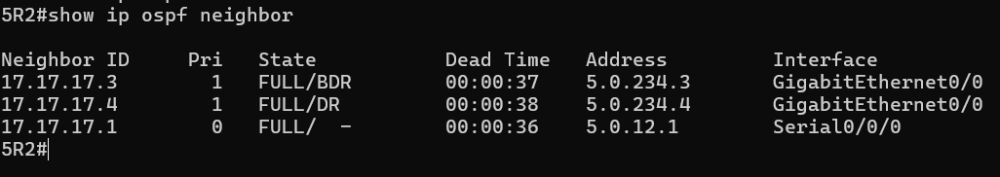 5R2#show ip ospf neighbor
Neighbor ID     Pri   State           Dead Time   Address         Interface
17.17.17.3        1   FULL/BDR        00:00:37    5.0.234.3       GigabitEthernet0/0
17.17.17.4        1   FULL/DR         00:00:38    5.0.234.4       GigabitEthernet0/0
17.17.17.1        0   FULL/  -        00:00:36    5.0.12.1        Serial0/0/0
5R2#